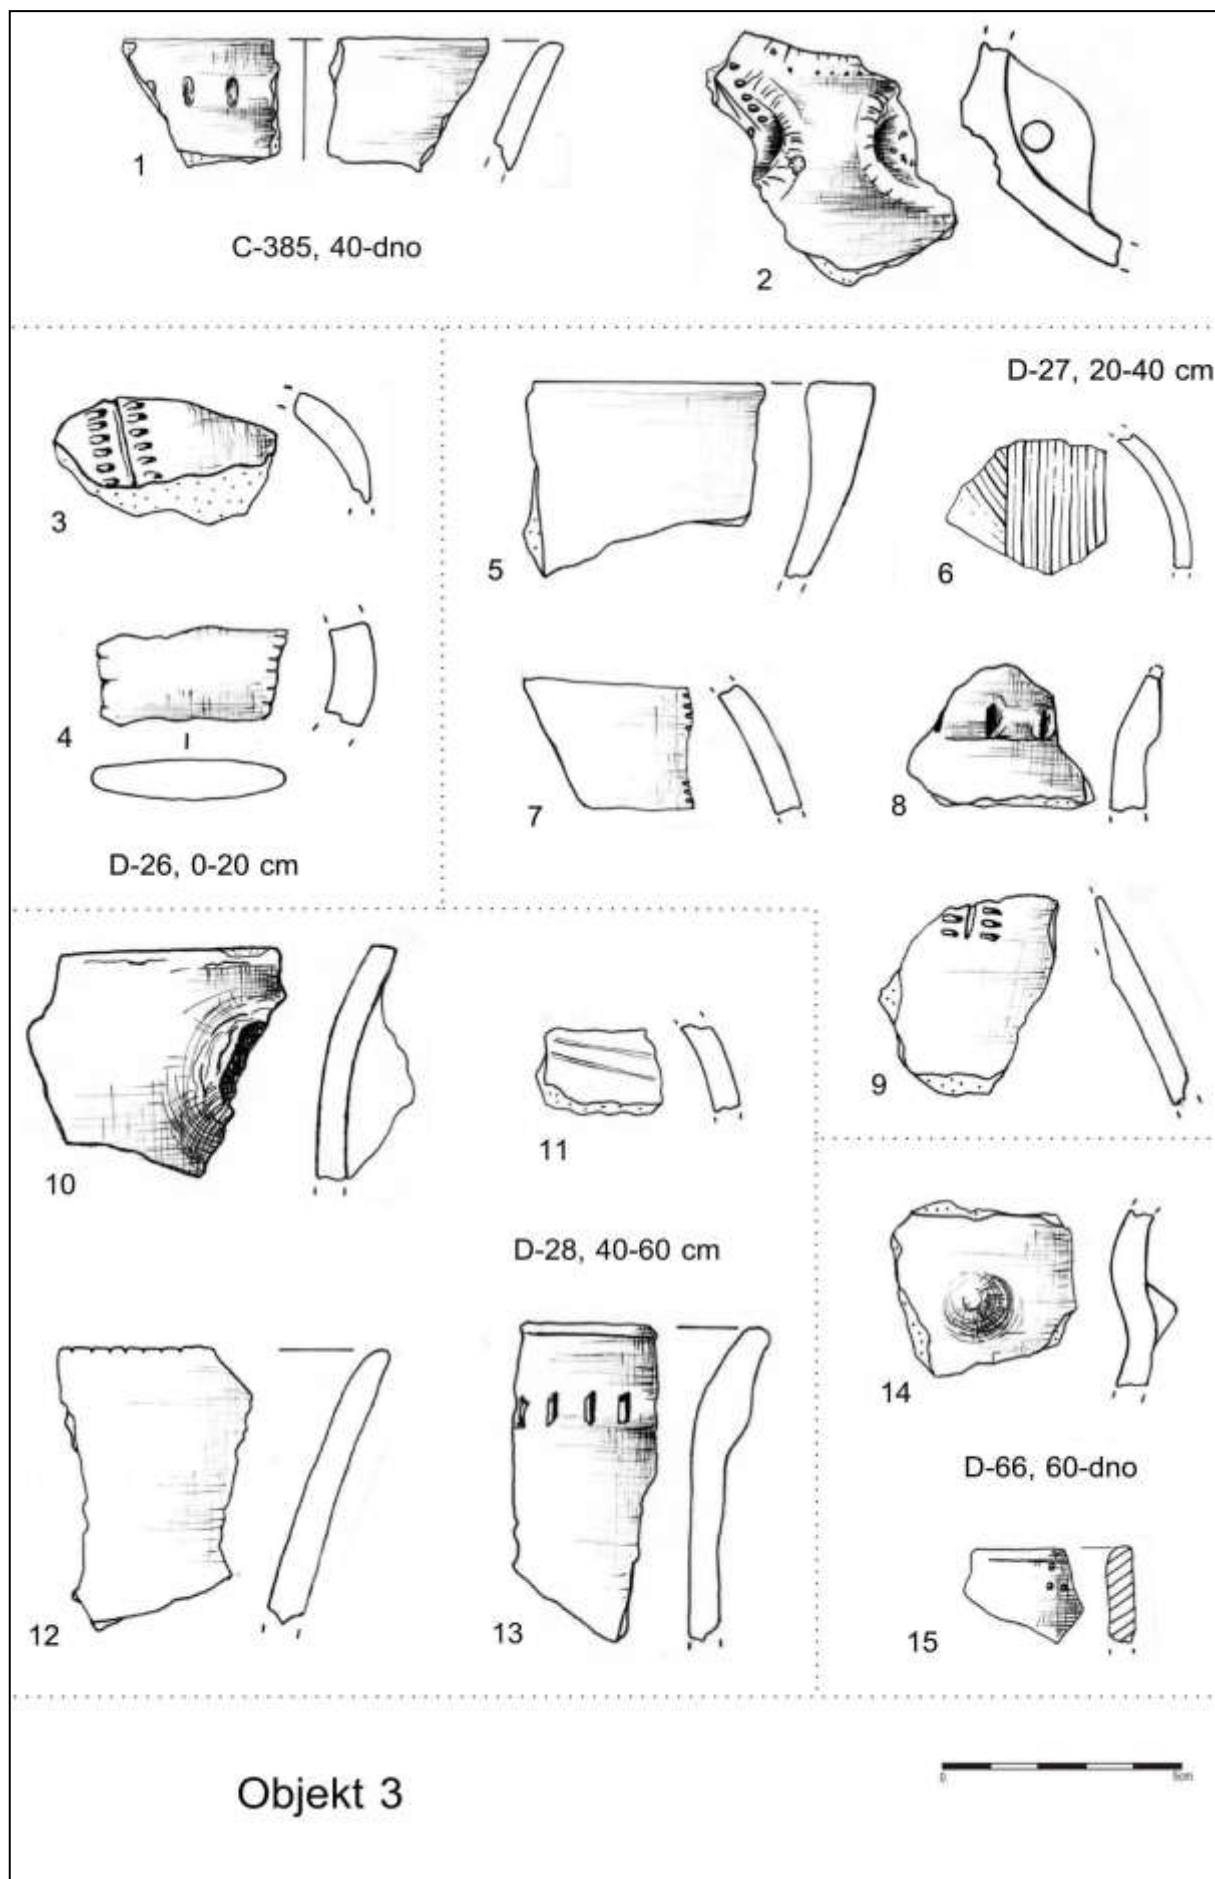 1
C-385, 40-dno
2
D-27, 20-40 cm
3
4
D-26, 0-20 cm
5
6
7
8
9
10
11
D-28, 40-60 cm
12
13
14
D-66, 60-dno
15
Objekt 3
0 5cm